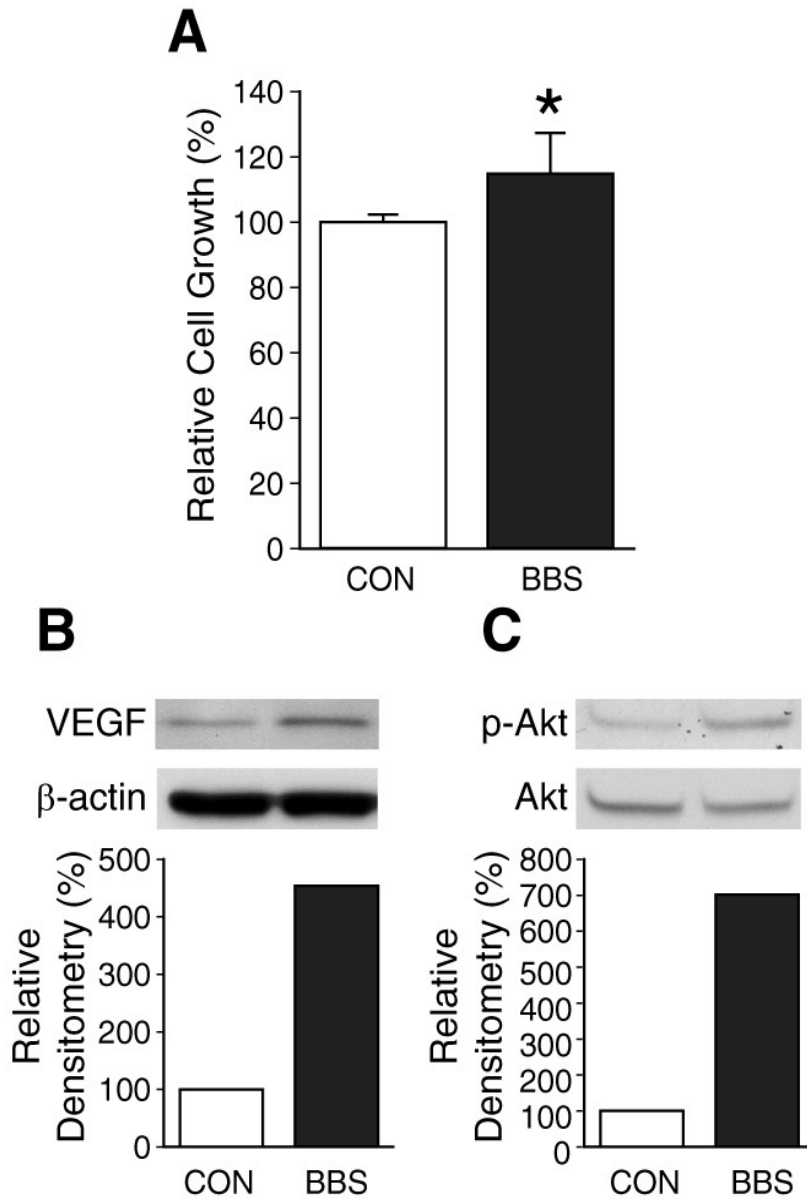 A
Relative Cell Growth (%)
140
120
100
80
60
40
20
0
*
CON BBS
B
VEGF
β-actin
Relative
Densitometry (%)
500
400
300
200
100
0
CON BBS
C
p-Akt
Akt
Relative
Densitometry (%)
800
700
600
500
400
300
200
100
0
CON BBS